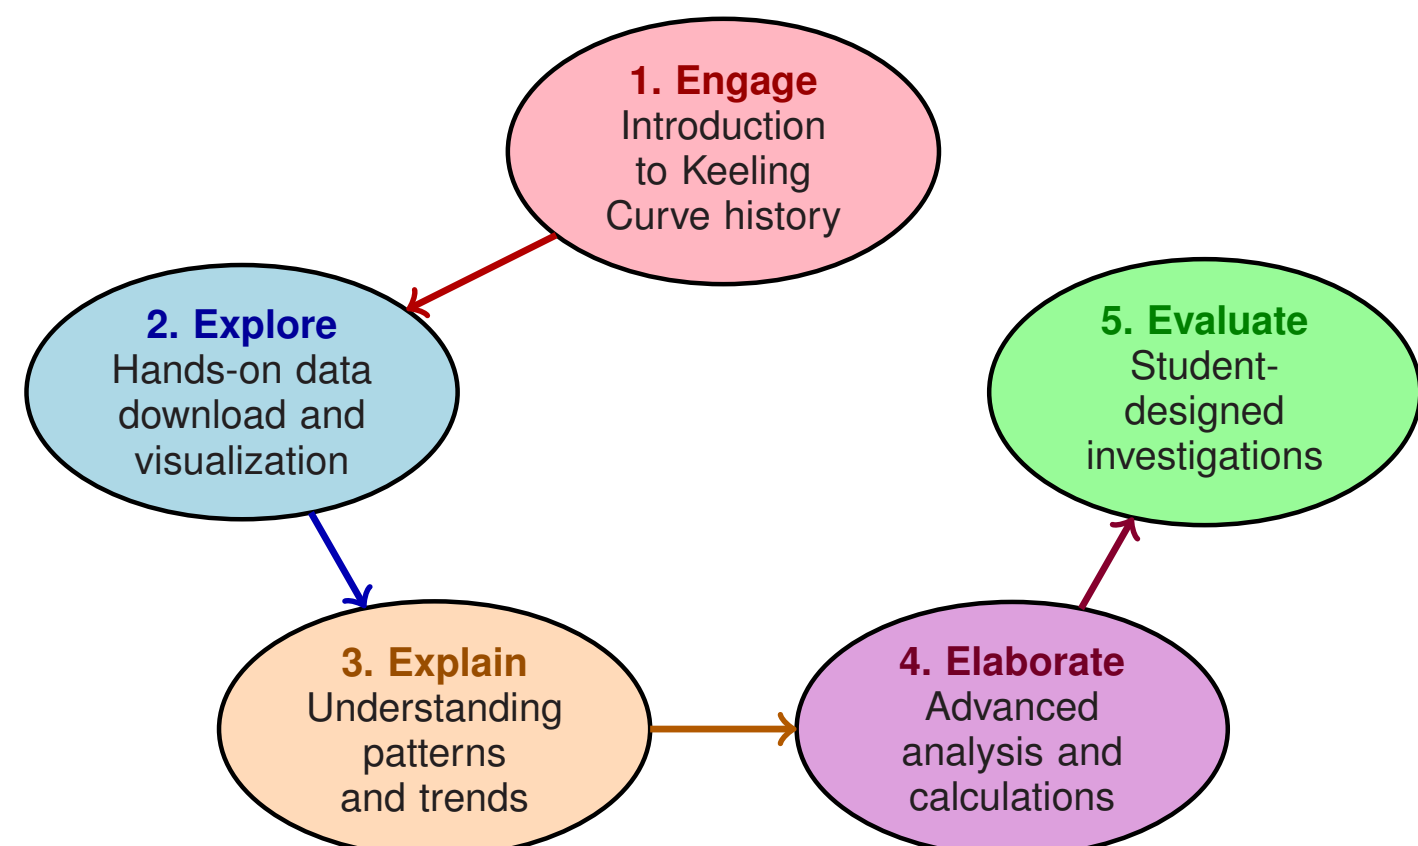 1. Engage
Introduction
to Keeling
Curve history
2. Explore
Hands-on data
download and
visualization
3. Explain
Understanding
patterns
and trends
4. Elaborate
Advanced
analysis and
calculations
5. Evaluate
Student-
designed
investigations